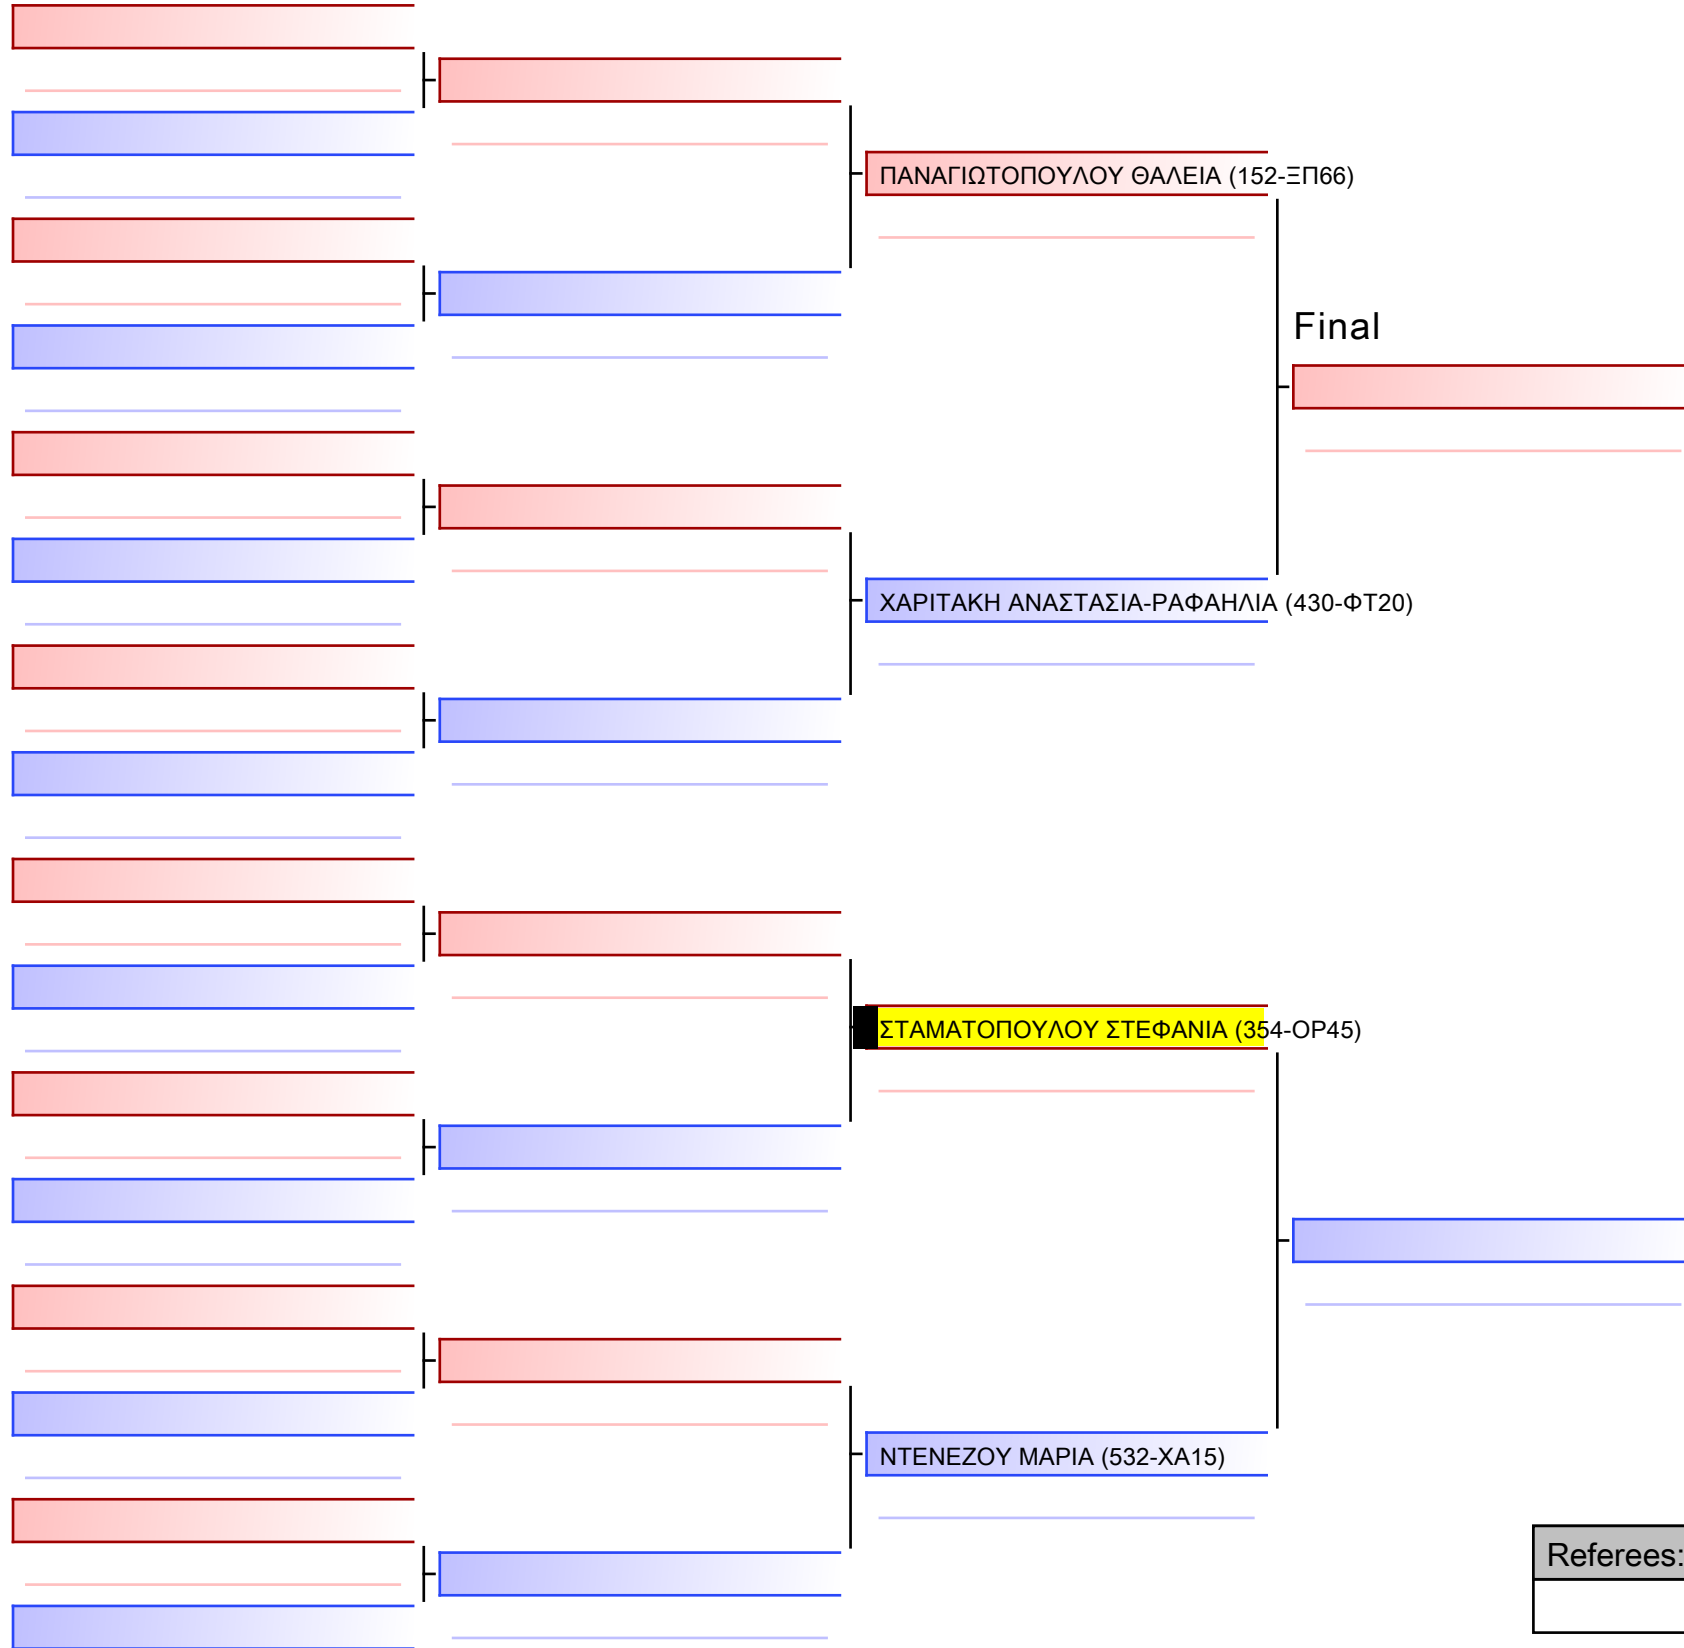 ΠΑΝΑΓΙΩΤΟΠΟΥΛΟΥ ΘΑΛΕΙΑ (152-ΞΠ66)
Final
ΧΑΡΙΤΑΚΗ ΑΝΑΣΤΑΣΙΑ-ΡΑΦΑΗΛΙΑ (430-ΦΤ20)
ΣΤΑΜΑΤΟΠΟΥΛΟΥ ΣΤΕΦΑΝΙΑ (354-ΟΡ45)
ΝΤΕΝΕΖΟΥ ΜΑΡΙΑ (532-ΧΑ15)
Referees: